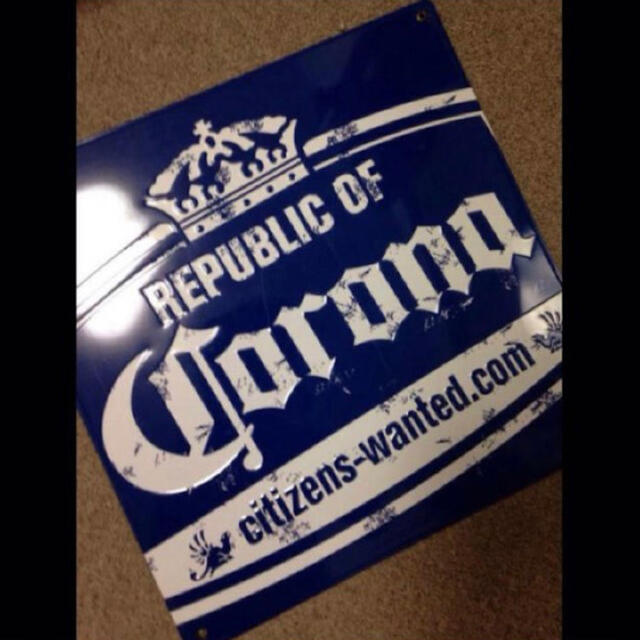 REPUBLIC OF
Corona
citizens-wanted.com